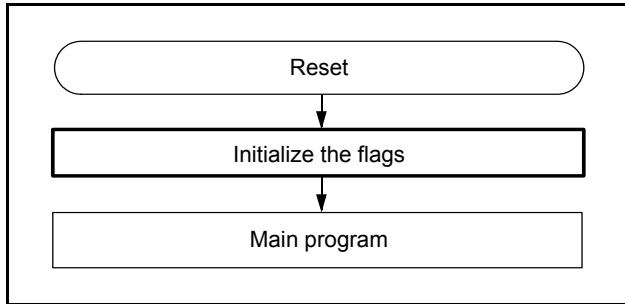 Reset
Initialize the flags
Main program